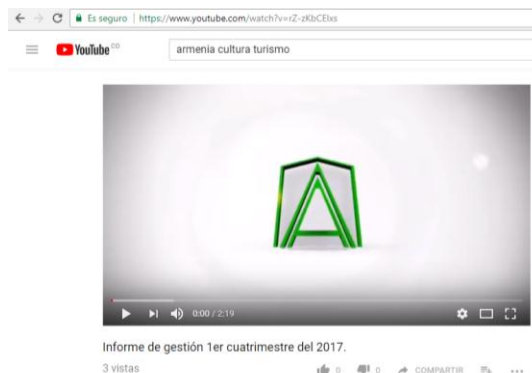 Es seguro | https://www.youtube.com/watch?v=rZ-zKbCElxs
YouTube CO
armenia cultura turismo
0:00 / 2:19
Informe de gestión 1er cuatrimestre del 2017.
3 vistas
0
0
COMPARTIR